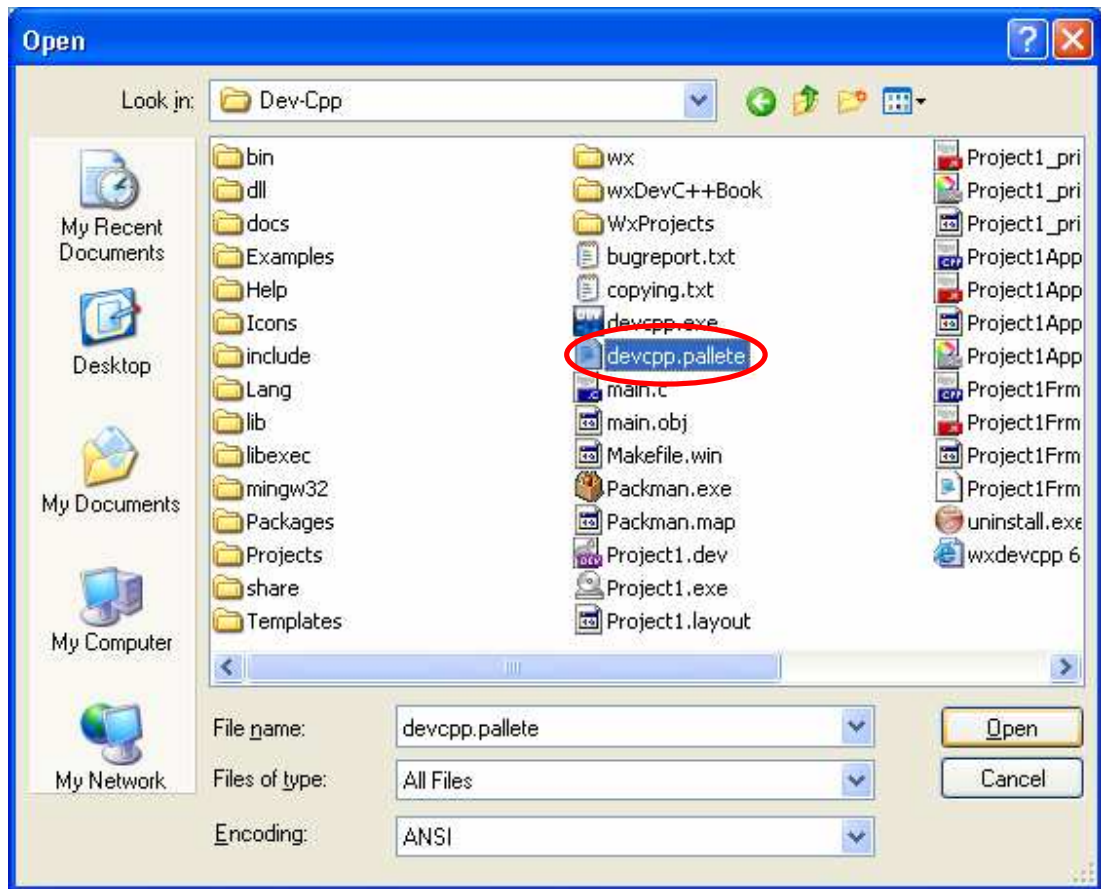 Open
Look in:
Dev-Cpp
My Recent
Documents
Desktop
My Documents
My Computer
My Network
bin
dll
docs
Examples
Help
Icons
include
Lang
lib
libexec
mingw32
Packages
Projects
share
Templates
wx
wxDevC++Book
WxProjects
bugreport.txt
copying.txt
devcpp.exe
devcpp.pallete
main.c
main.obj
Makefile.win
Packman.exe
Packman.map
Project1.dev
Project1.exe
Project1.layout
Project1_pri
Project1_pri
Project1_pri
Project1App
Project1App
Project1App
Project1App
Project1Frm
Project1Frm
Project1Frm
Project1Frm
uninstall.exe
wxdevcpp 6
File name:
devcpp.pallete
Open
Files of type:
All Files
Cancel
Encoding:
ANSI